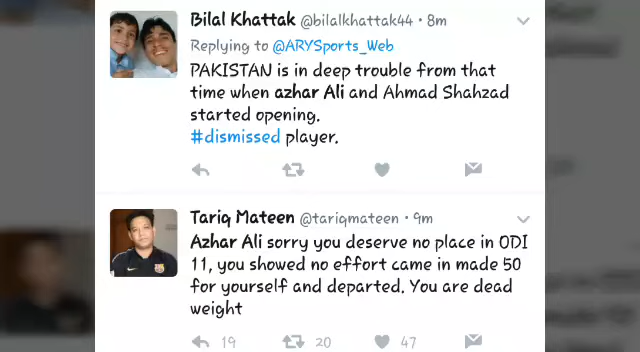 Bilal Khattak @bilalkhattak44 · 8m
Replying to @ARYSports_Web
PAKISTAN is in deep trouble from that
time when azhar Ali and Ahmad Shahzad
started opening.
#dismissed player.
Tariq Mateen @tariqmateen · 9m
Azhar Ali sorry you deserve no place in ODI
11, you showed no effort came in made 50
for yourself and departed. You are dead
weight
19 20 47